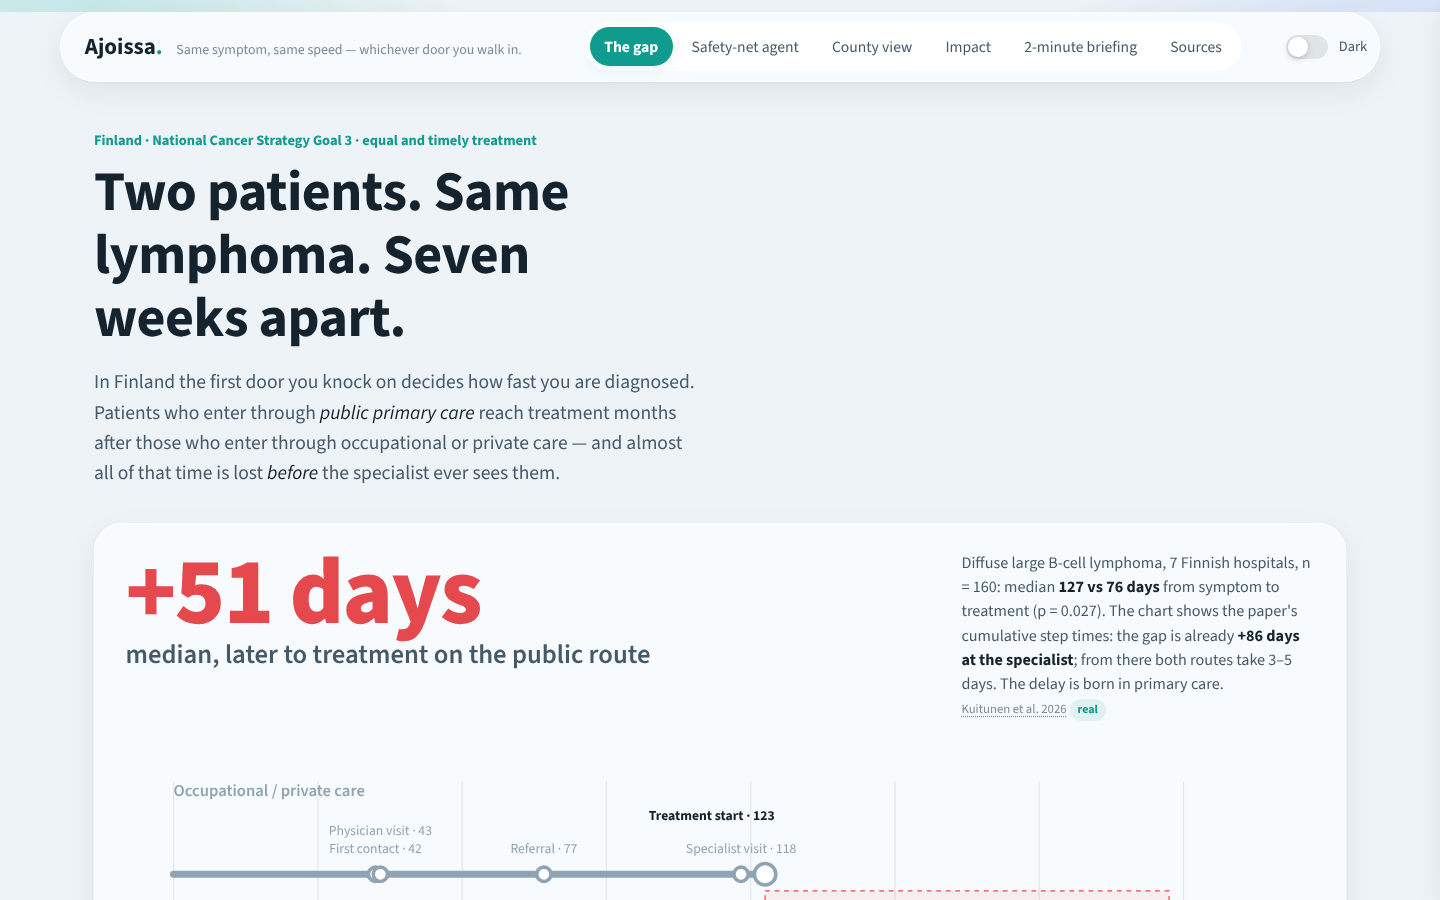 Ajoissa.
Same symptom, same speed — whichever door you walk in.
The gap
Safety-net agent
County view
Impact
2-minute briefing
Sources
Dark
Finland · National Cancer Strategy Goal 3 · equal and timely treatment
Two patients. Same
lymphoma. Seven
weeks apart.
In Finland the first door you knock on decides how fast you are diagnosed.
Patients who enter through public primary care reach treatment months
after those who enter through occupational or private care — and almost
all of that time is lost before the specialist ever sees them.
+51 days
median, later to treatment on the public route
Diffuse large B-cell lymphoma, 7 Finnish hospitals, n
= 160: median 127 vs 76 days from symptom to
treatment (p = 0.027). The chart shows the paper's
cumulative step times: the gap is already +86 days
at the specialist; from there both routes take 3–5
days. The delay is born in primary care.
Kuitunen et al. 2026 real
Occupational / private care
Treatment start · 123
Physician visit · 43
First contact · 42
Referral · 77
Specialist visit · 118